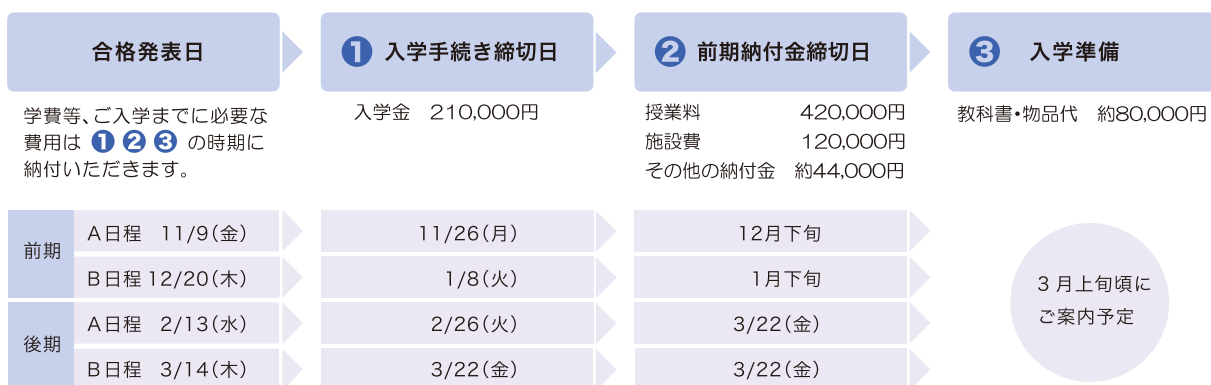 合格発表日
❶ 入学手続き締切日
❷ 前期納付金締切日
❸ 入学準備
学費等、ご入学までに必要な
費用は ❶ ❷ ❸ の時期に
納付いただきます。
入学金 210,000円
授業料 420,000円
施設費 120,000円
その他の納付金 約44,000円
教科書・物品代 約80,000円
前期
A日程 11/9(金) 11/26(月) 12月下旬
B日程 12/20(木) 1/8(火) 1月下旬
後期
A日程 2/13(水) 2/26(火) 3/22(金)
B日程 3/14(木) 3/22(金) 3/22(金)
3月上旬頃に
ご案内予定